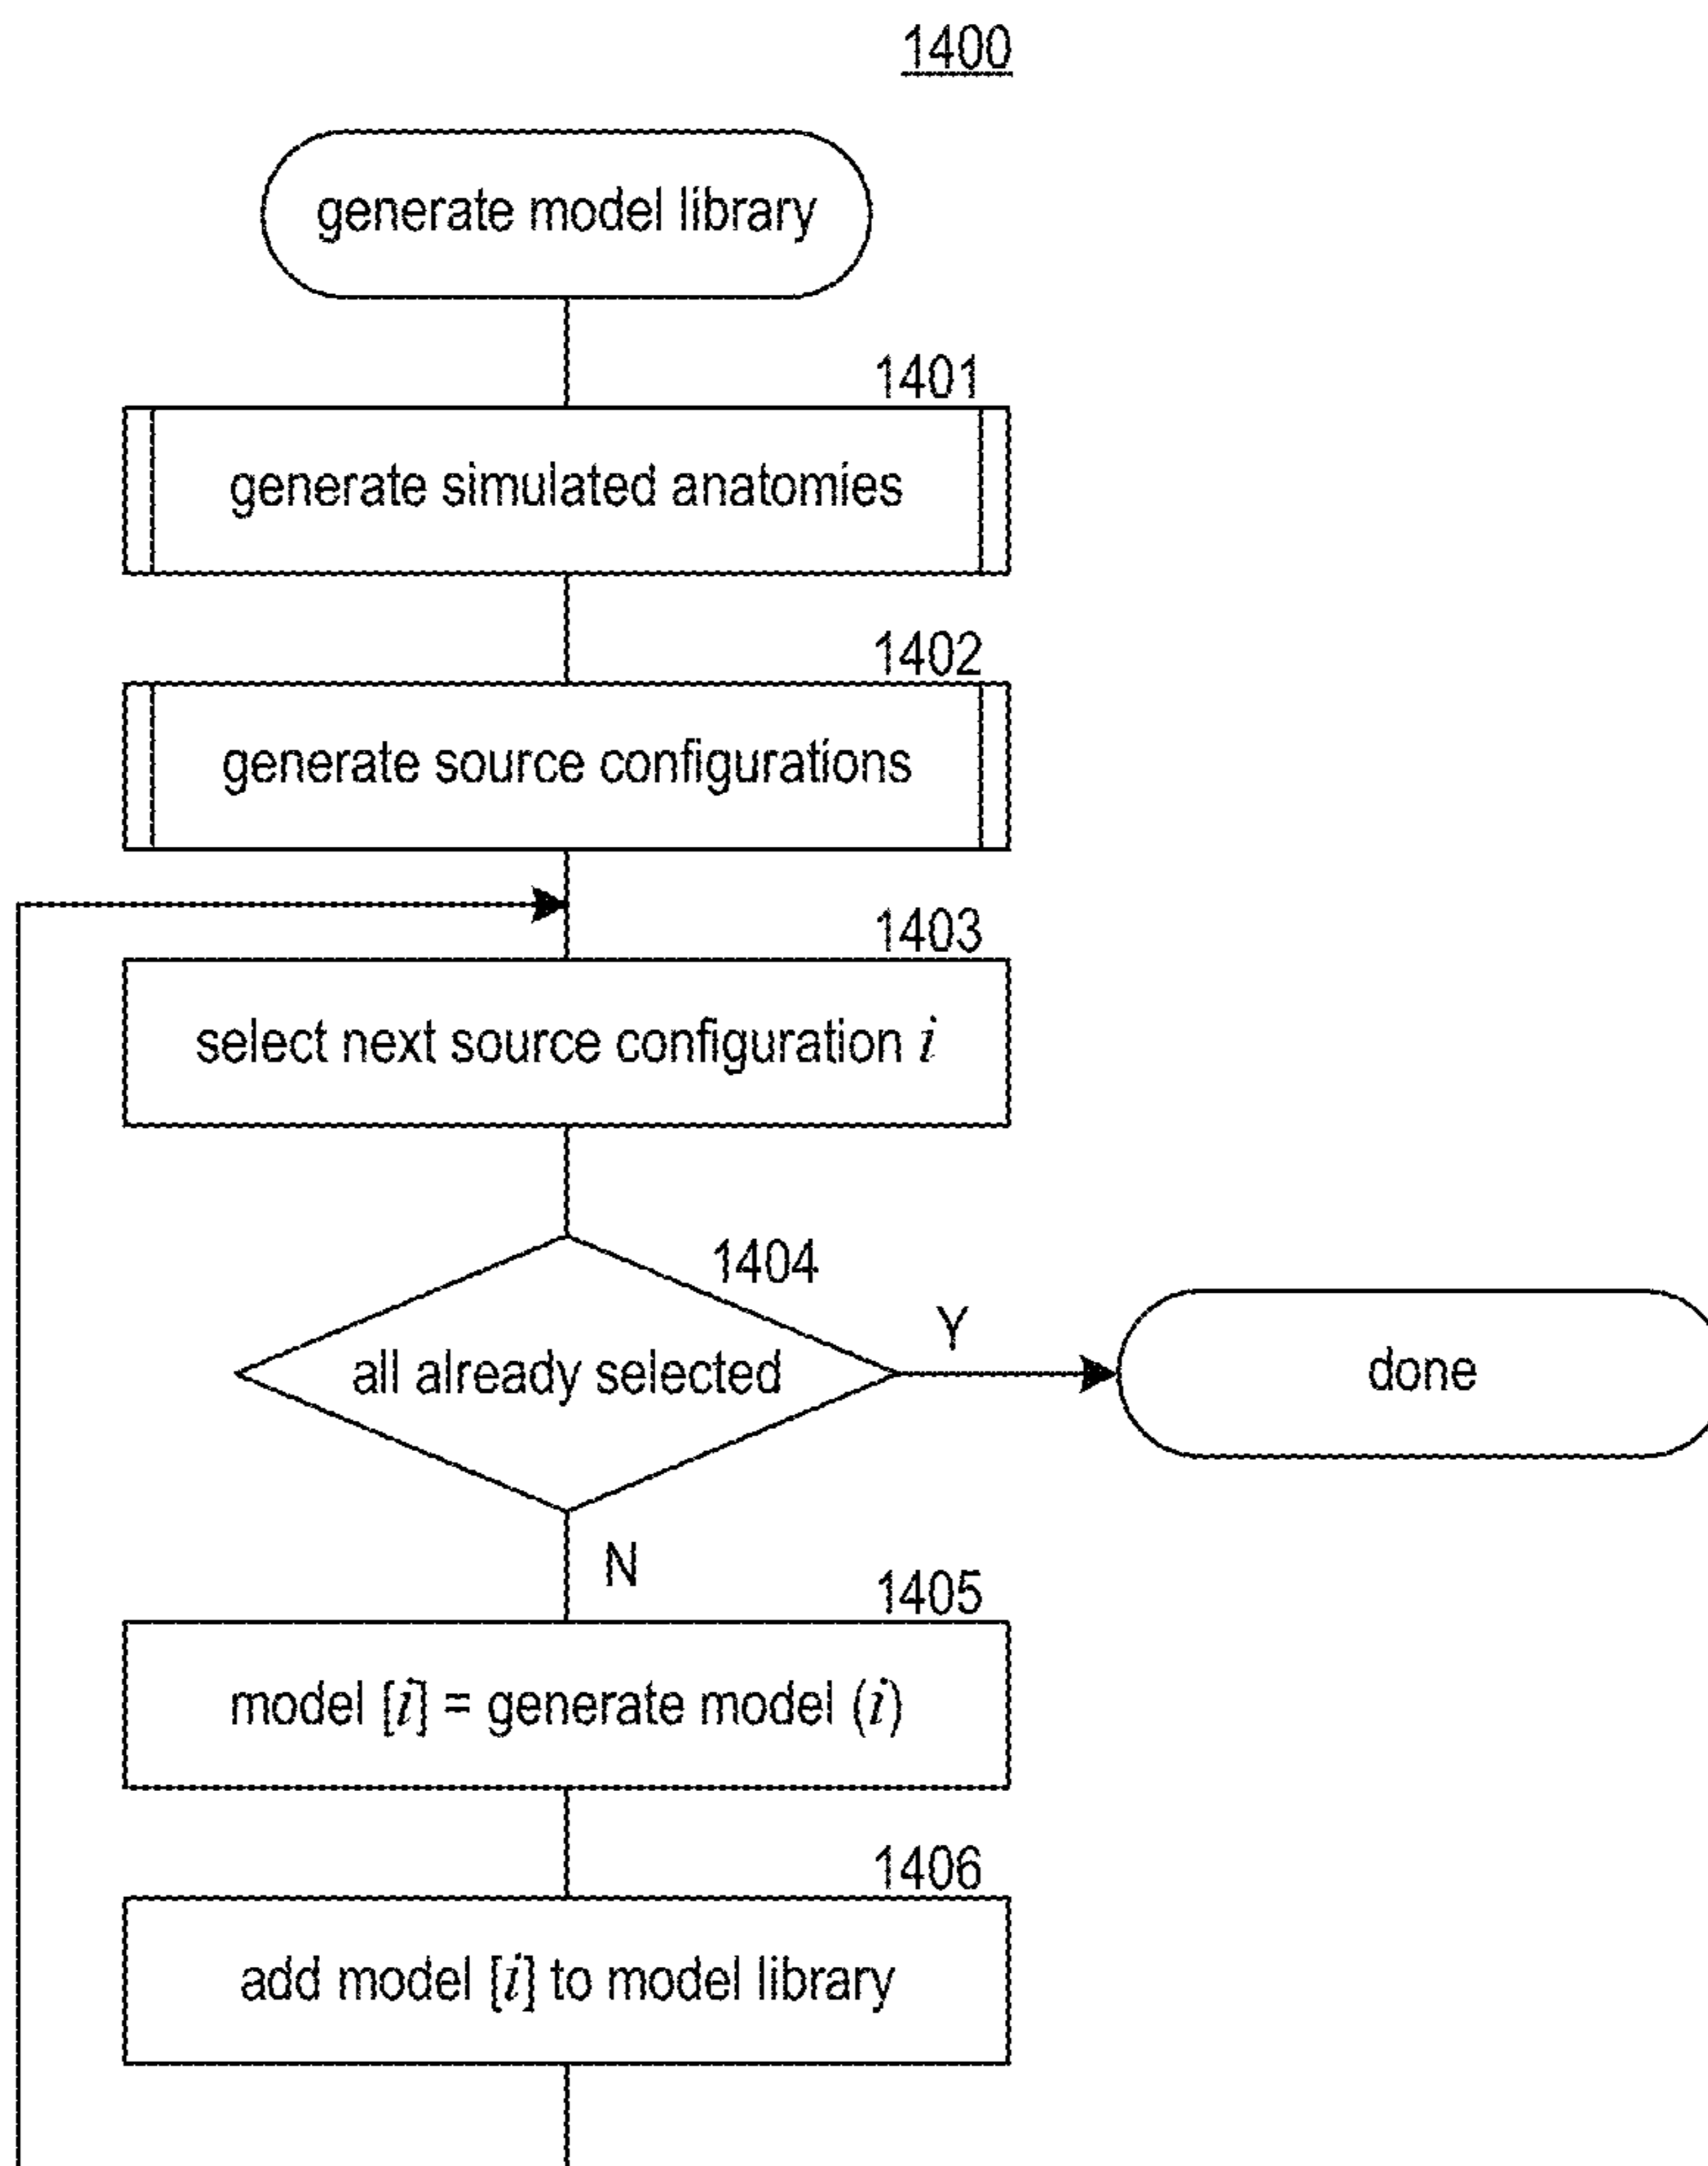 1400
generate model library
1401
generate simulated anatomies
1402
generate source configurations
1403
select next source configuration i
1404
all already selected
Y
done
N
1405
model [i] = generate model (i)
1406
add model [i] to model library